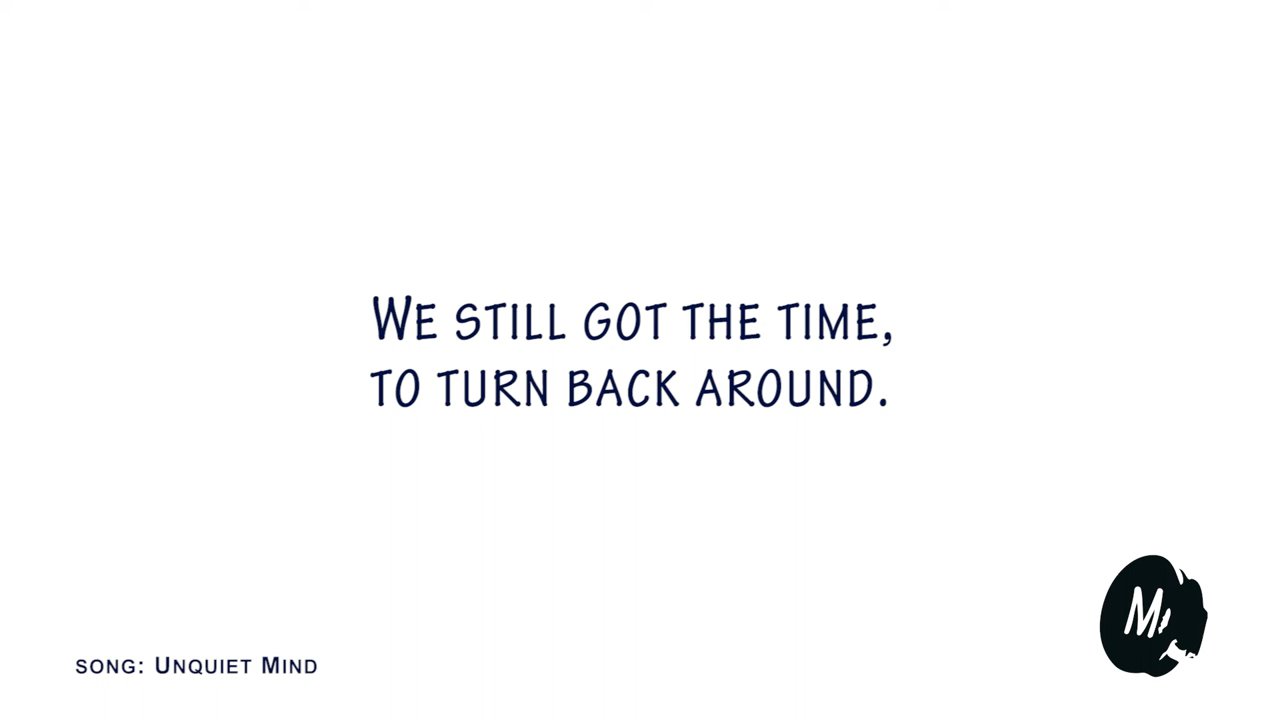 We still got the time,
to turn back around.
M
song: Unquiet Mind